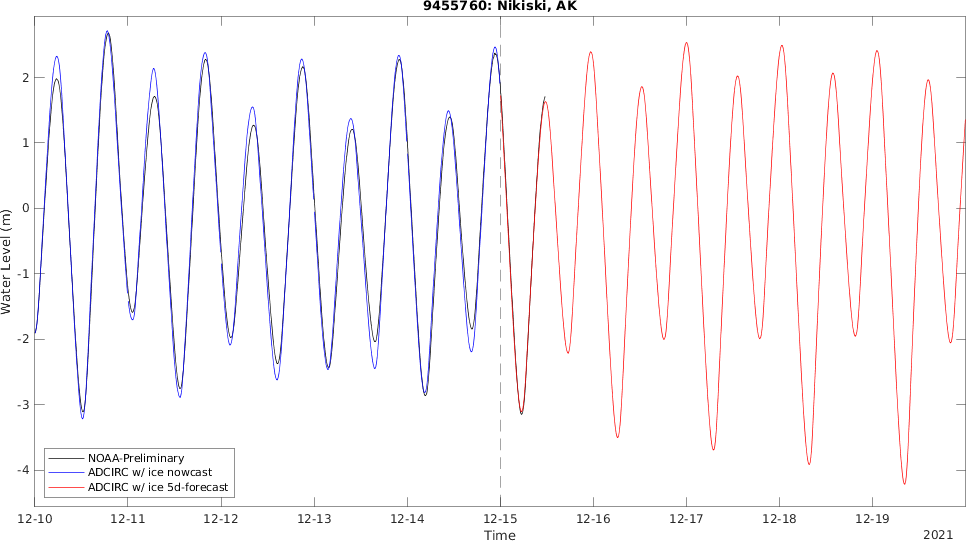 9455760: Nikiski, AK
Water Level (m)
2
1
0
-1
-2
-3
-4
NOAA-Preliminary
ADCIRC w/ ice nowcast
ADCIRC w/ ice 5d-forecast
12-10 12-11 12-12 12-13 12-14 12-15 12-16 12-17 12-18 12-19
Time
2021